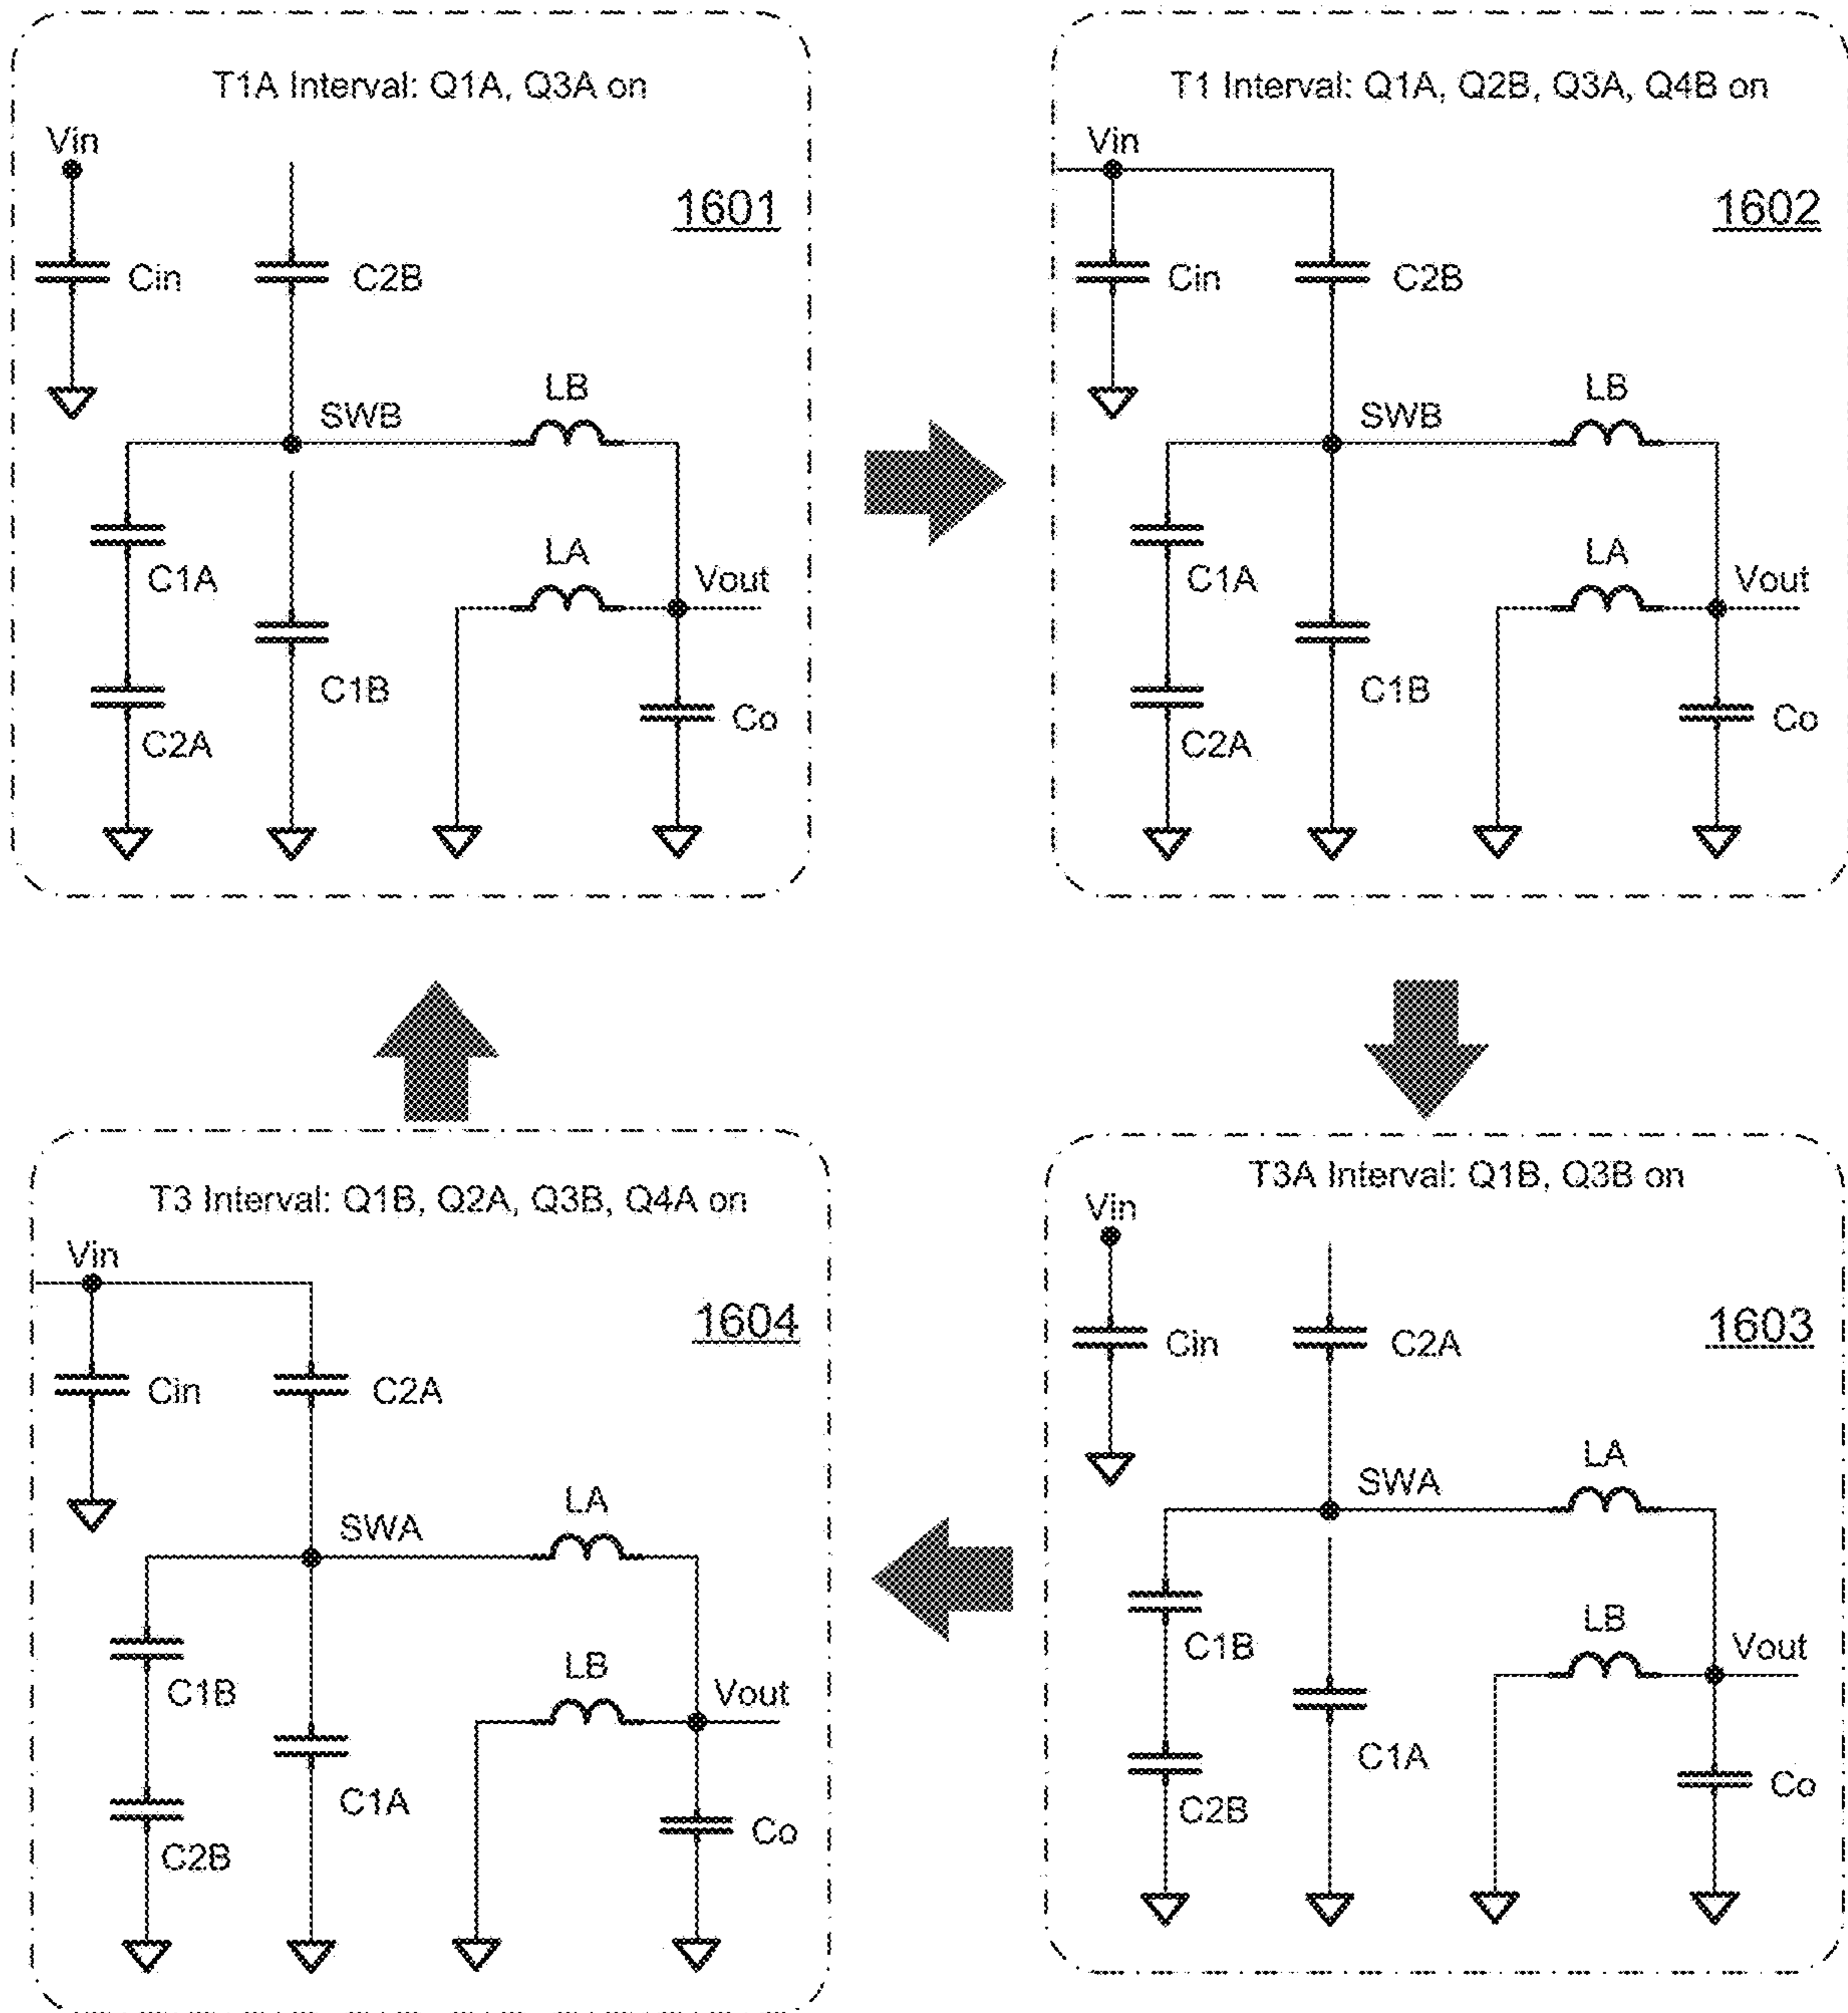 T1A Interval: Q1A, Q3A on
Vin
1601
Cin
C2B
LB
SWB
LA
C1A
Vout
C1B
C2A
Co
T1 Interval: Q1A, Q2B, Q3A, Q4B on
Vin
1602
Cin
C2B
LB
SWB
LA
C1A
Vout
C1B
C2A
Co
T3 Interval: Q1B, Q2A, Q3B, Q4A on
Vin
1604
Cin
C2A
LA
SWA
LB
C1B
Vout
C1A
C2B
Co
T3A Interval: Q1B, Q3B on
Vin
1603
Cin
C2A
LA
SWA
LB
C1B
Vout
C1A
C2B
Co